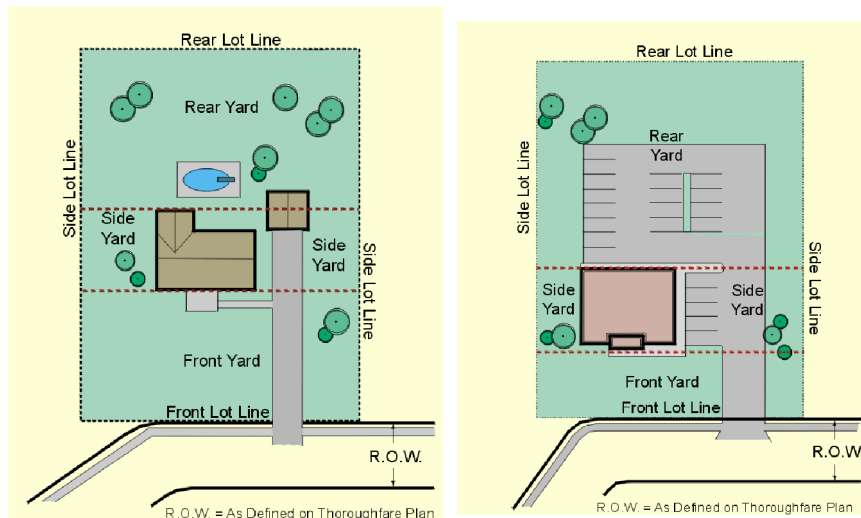 Rear Lot Line
Rear Yard
Side Lot Line
Side
Yard
Side
Yard
Side Lot Line
Front Yard
Front Lot Line
R.O.W.
R.O.W. = As Defined on Thoroughfare Plan
Rear Lot Line
Rear
Yard
Side Lot Line
Side
Yard
Side
Yard
Side Lot Line
Front Yard
Front Lot Line
R.O.W.
R.O.W. = As Defined on Thoroughfare Plan